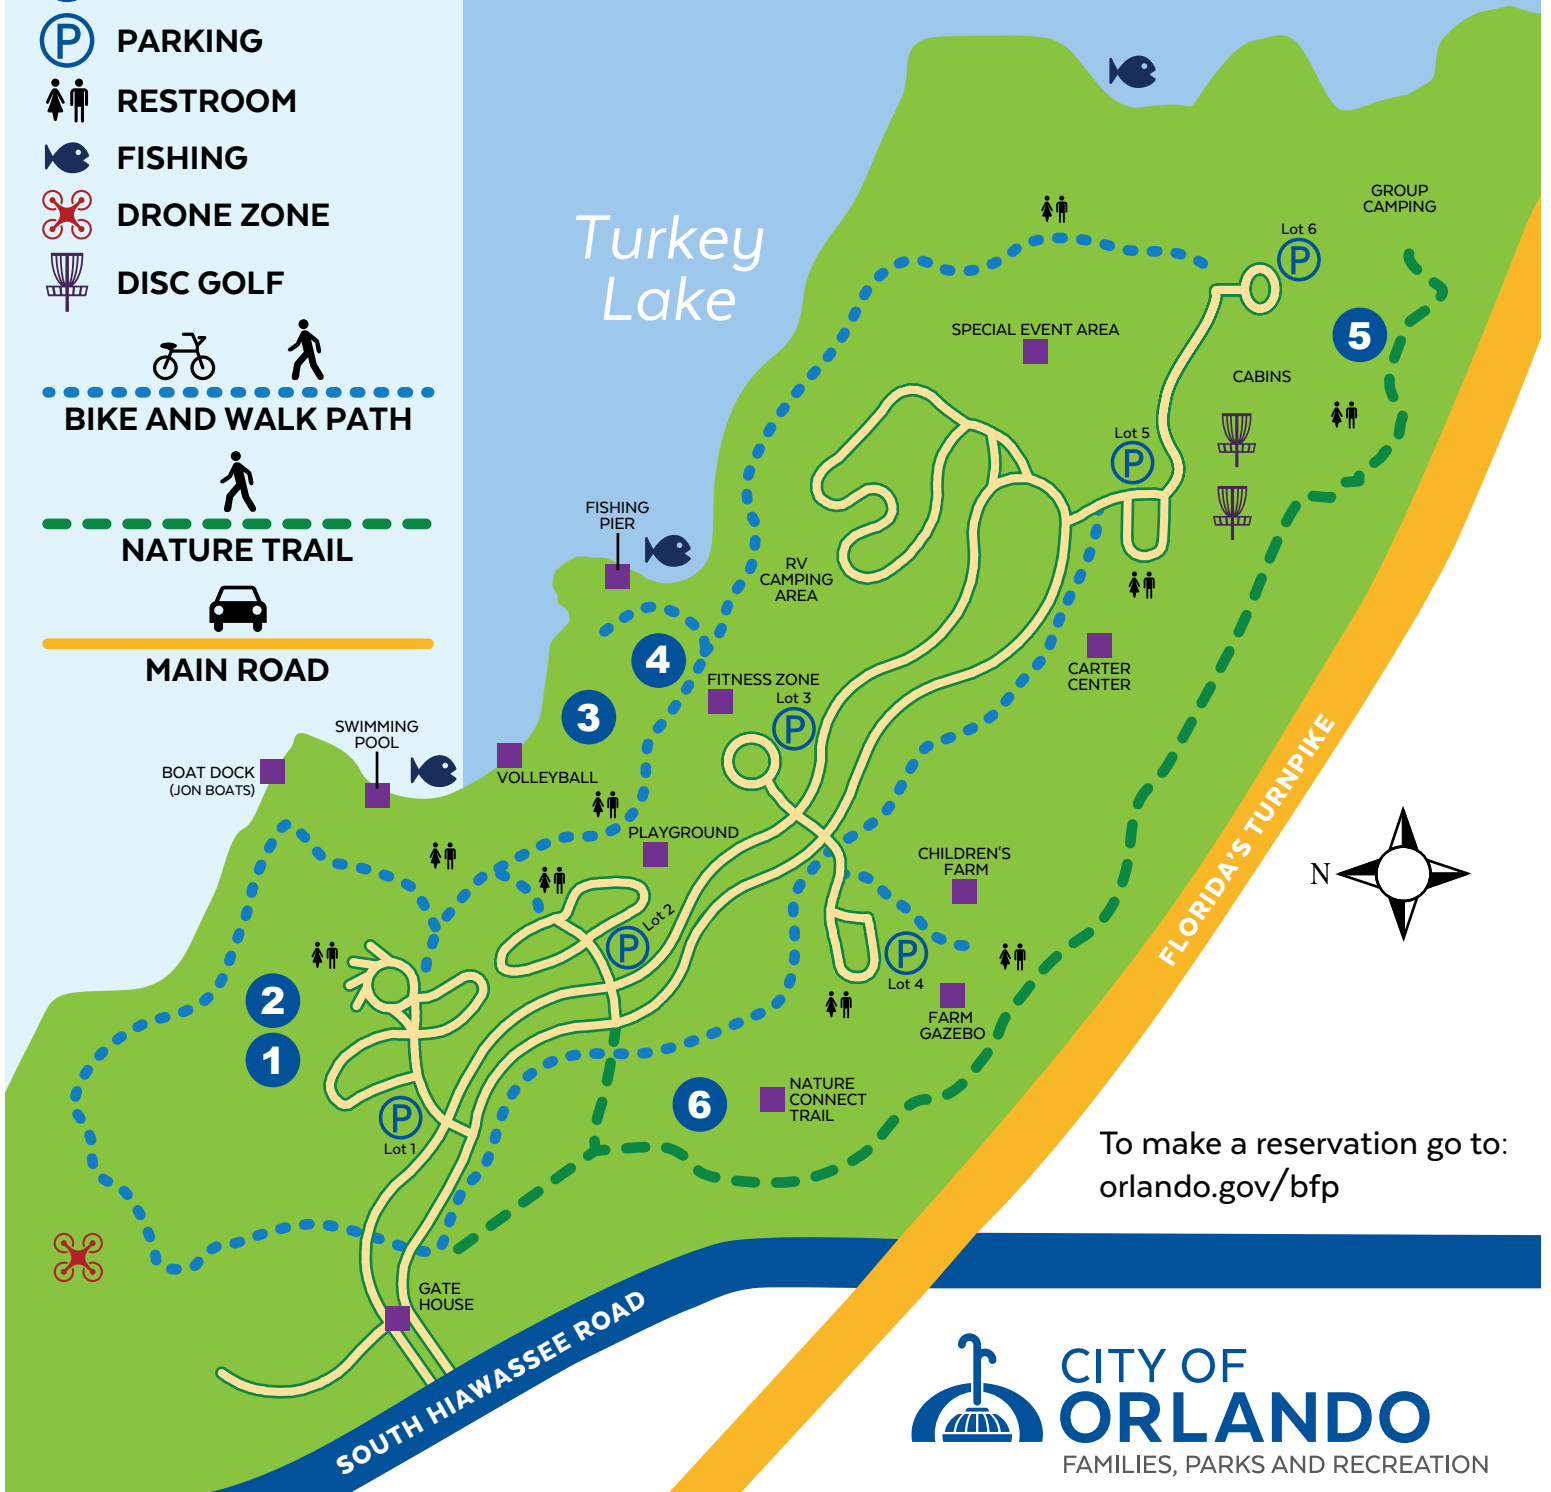 P PARKING
RESTROOM
FISHING
DRONE ZONE
DISC GOLF
BIKE AND WALK PATH
NATURE TRAIL
MAIN ROAD
Turkey
Lake
GROUP
CAMPING
Lot 6
P
5
SPECIAL EVENT AREA
CABINS
Lot 5
P
FISHING
PIER
RV
CAMPING
AREA
4
CARTER
CENTER
FITNESS ZONE
Lot 3
P
3
SWIMMING
POOL
BOAT DOCK
(JON BOATS)
VOLLEYBALL
PLAYGROUND
CHILDREN'S
FARM
Lot 2
P
P
Lot 4
FARM
GAZEBO
2
1
P
Lot 1
6
NATURE
CONNECT
TRAIL
GATE
HOUSE
FLORIDA'S TURNPIKE
N
SOUTH HIAWASSEE ROAD
To make a reservation go to:
orlando.gov/bfp
CITY OF
ORLANDO
FAMILIES, PARKS AND RECREATION